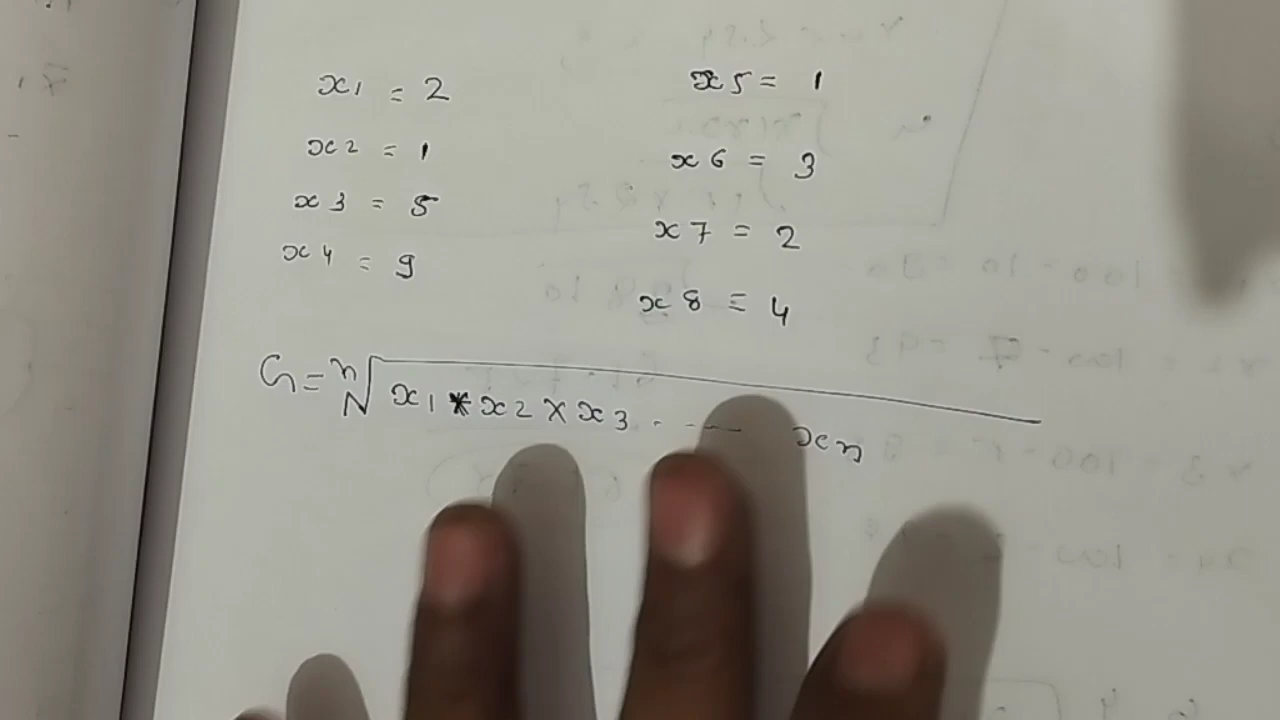 x1 = 2
x2 = 1
x3 = 5
x4 = 9
x5 = 1
x6 = 3
x7 = 2
x8 = 4
G = n√x1 * x2 × x3 . - - — xn